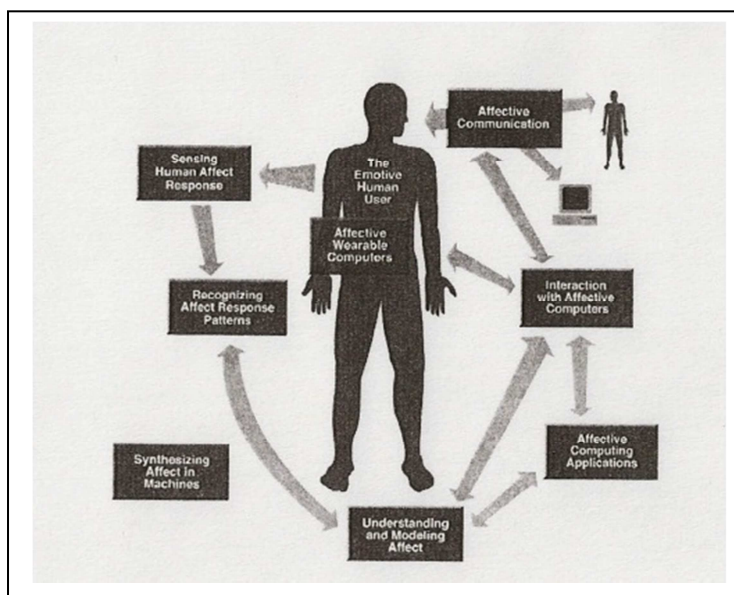 Affective
Communication
Sensing
Human Affect
Response
The
Emotive
Human
User
Affective
Wearable
Computers
Recognizing
Affect Response
Patterns
Interaction
with Affective
Computers
Synthesizing
Affect in
Machines
Affective
Computing
Applications
Understanding
and Modeling
Affect